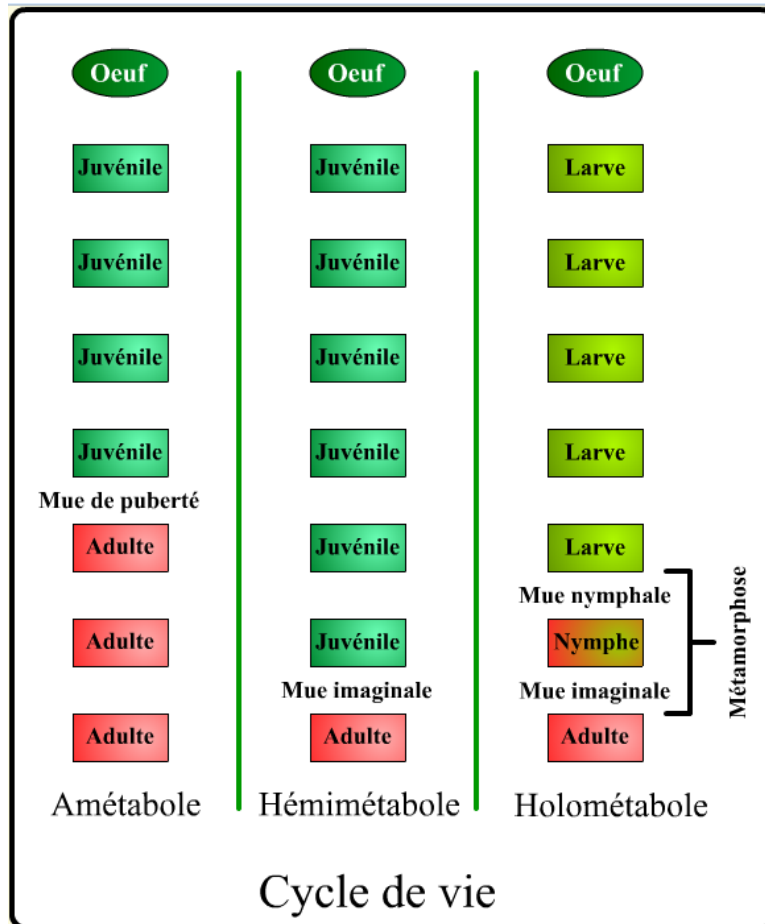 Oeuf
Juvénile
Juvénile
Juvénile
Juvénile
Mue de puberté
Adulte
Adulte
Adulte
Amétabole
Oeuf
Juvénile
Juvénile
Juvénile
Juvénile
Juvénile
Juvénile
Mue imaginale
Adulte
Hémimétabole
Oeuf
Larve
Larve
Larve
Larve
Larve
Mue nymphale
Nymphe
Mue imaginale
Adulte
Métamorphose
Holométabole
Cycle de vie